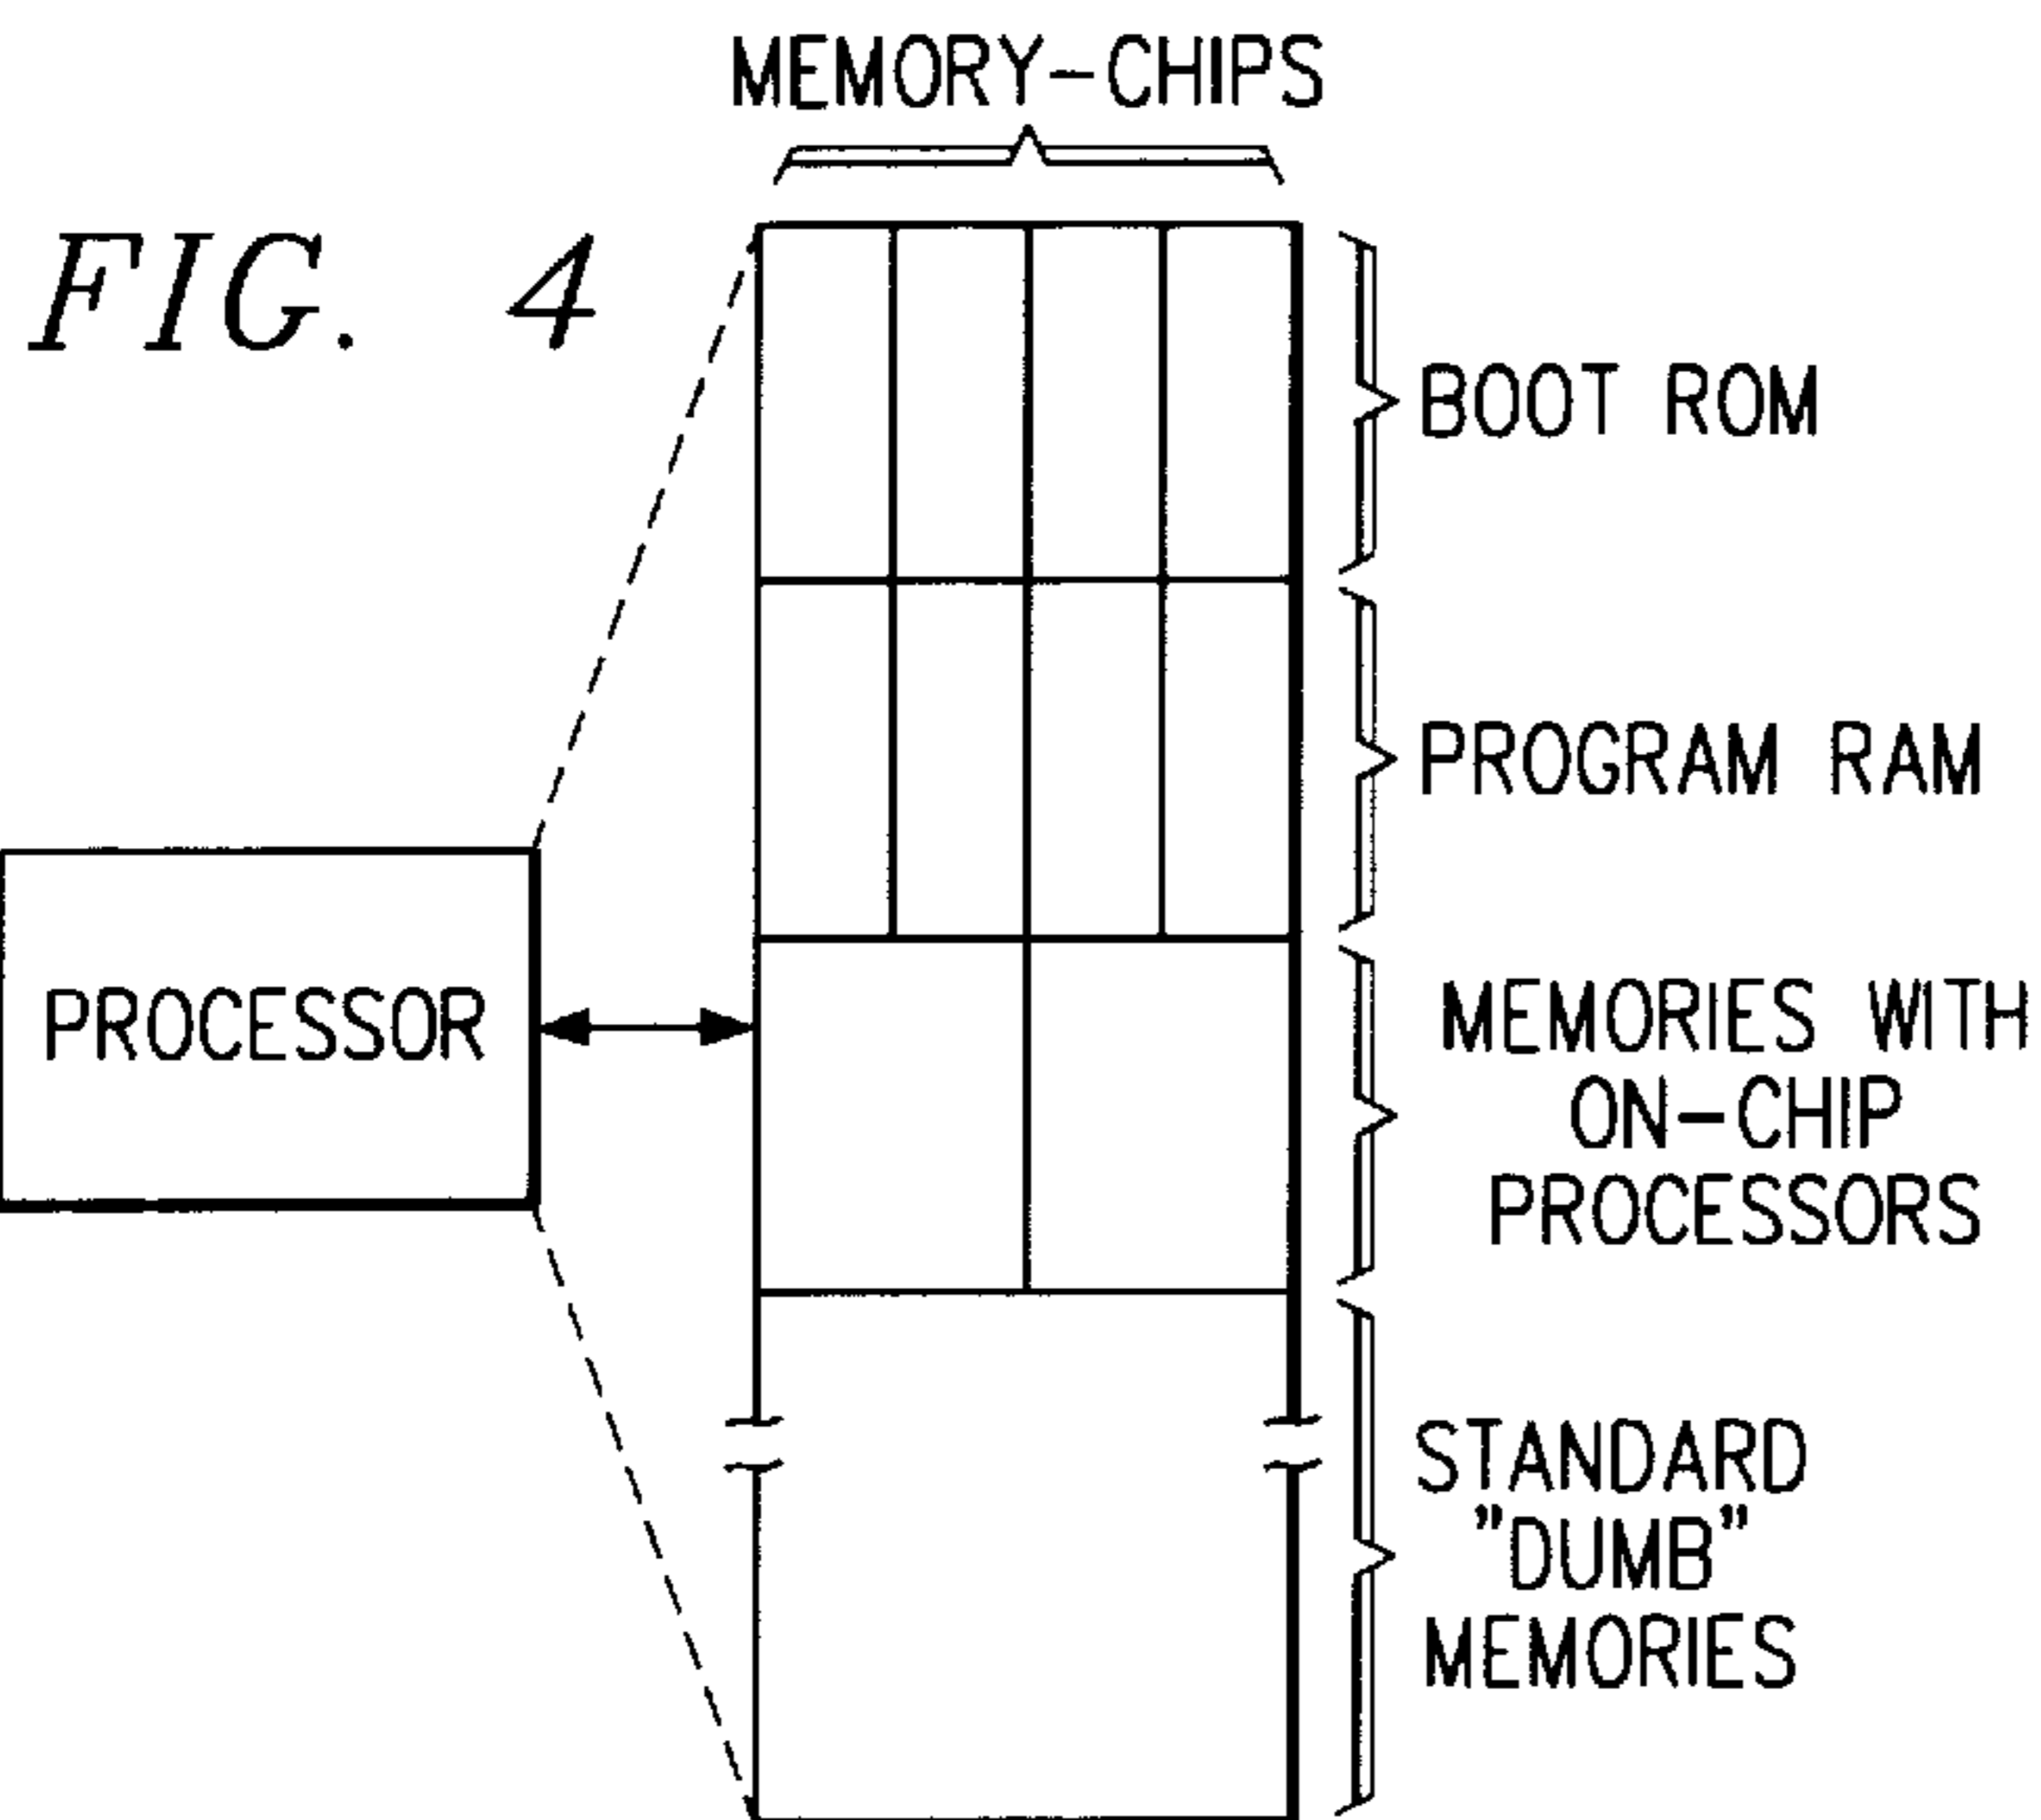 MEMORY-CHIPS
FIG. 4
BOOT ROM
PROGRAM RAM
PROCESSOR
MEMORIES WITH
ON-CHIP
PROCESSORS
STANDARD
"DUMB"
MEMORIES